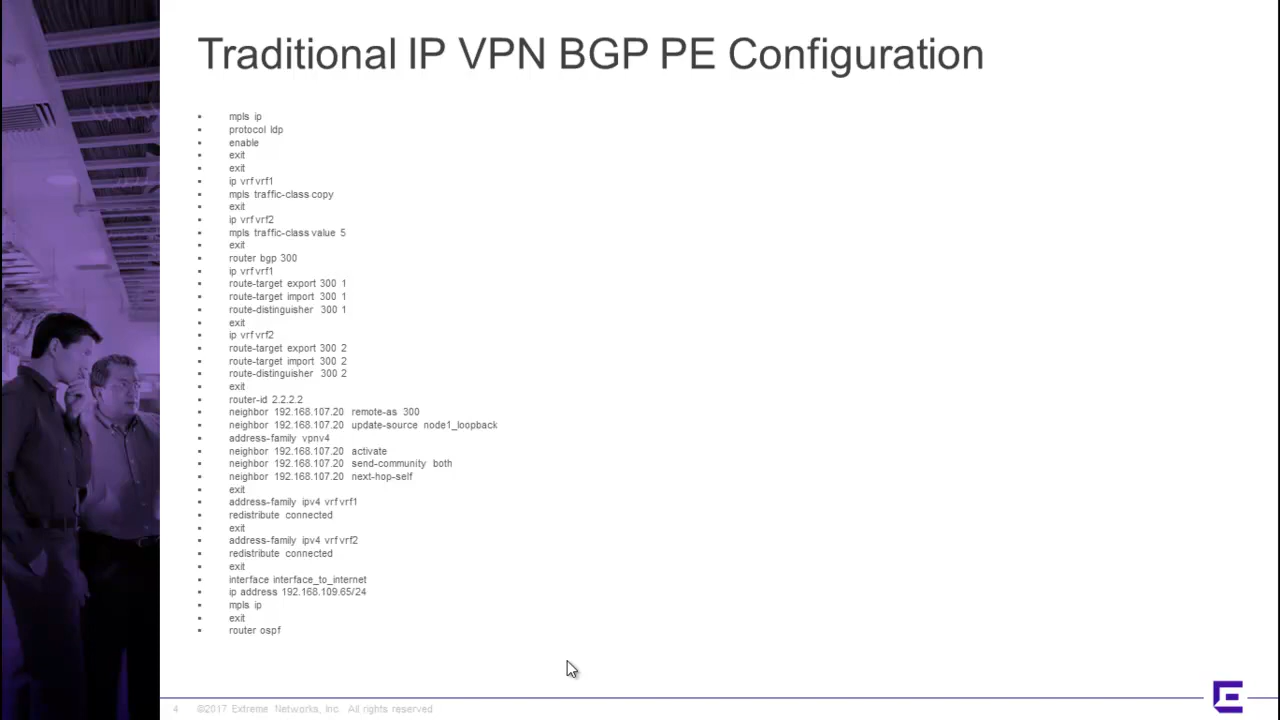 Traditional IP VPN BGP PE Configuration
mpls ip
protocol ldp
enable
exit
exit
ip vrf vrf1
mpls traffic-class copy
exit
ip vrf vrf2
mpls traffic-class value 5
exit
router bgp 300
ip vrf vrf1
route-target export 300 1
route-target import 300 1
route-distinguisher 300 1
exit
ip vrf vrf2
route-target export 300 2
route-target import 300 2
route-distinguisher 300 2
exit
router-id 2.2.2.2
neighbor 192.168.107.20 remote-as 300
neighbor 192.168.107.20 update-source node1_loopback
address-family vpnv4
neighbor 192.168.107.20 activate
neighbor 192.168.107.20 send-community both
neighbor 192.168.107.20 next-hop-self
exit
address-family ipv4 vrf vrf1
redistribute connected
exit
address-family ipv4 vrf vrf2
redistribute connected
exit
interface interface_to_internet
ip address 192.168.109.65/24
mpls ip
exit
router ospf
4 ©2017 Extreme Networks, Inc. All rights reserved